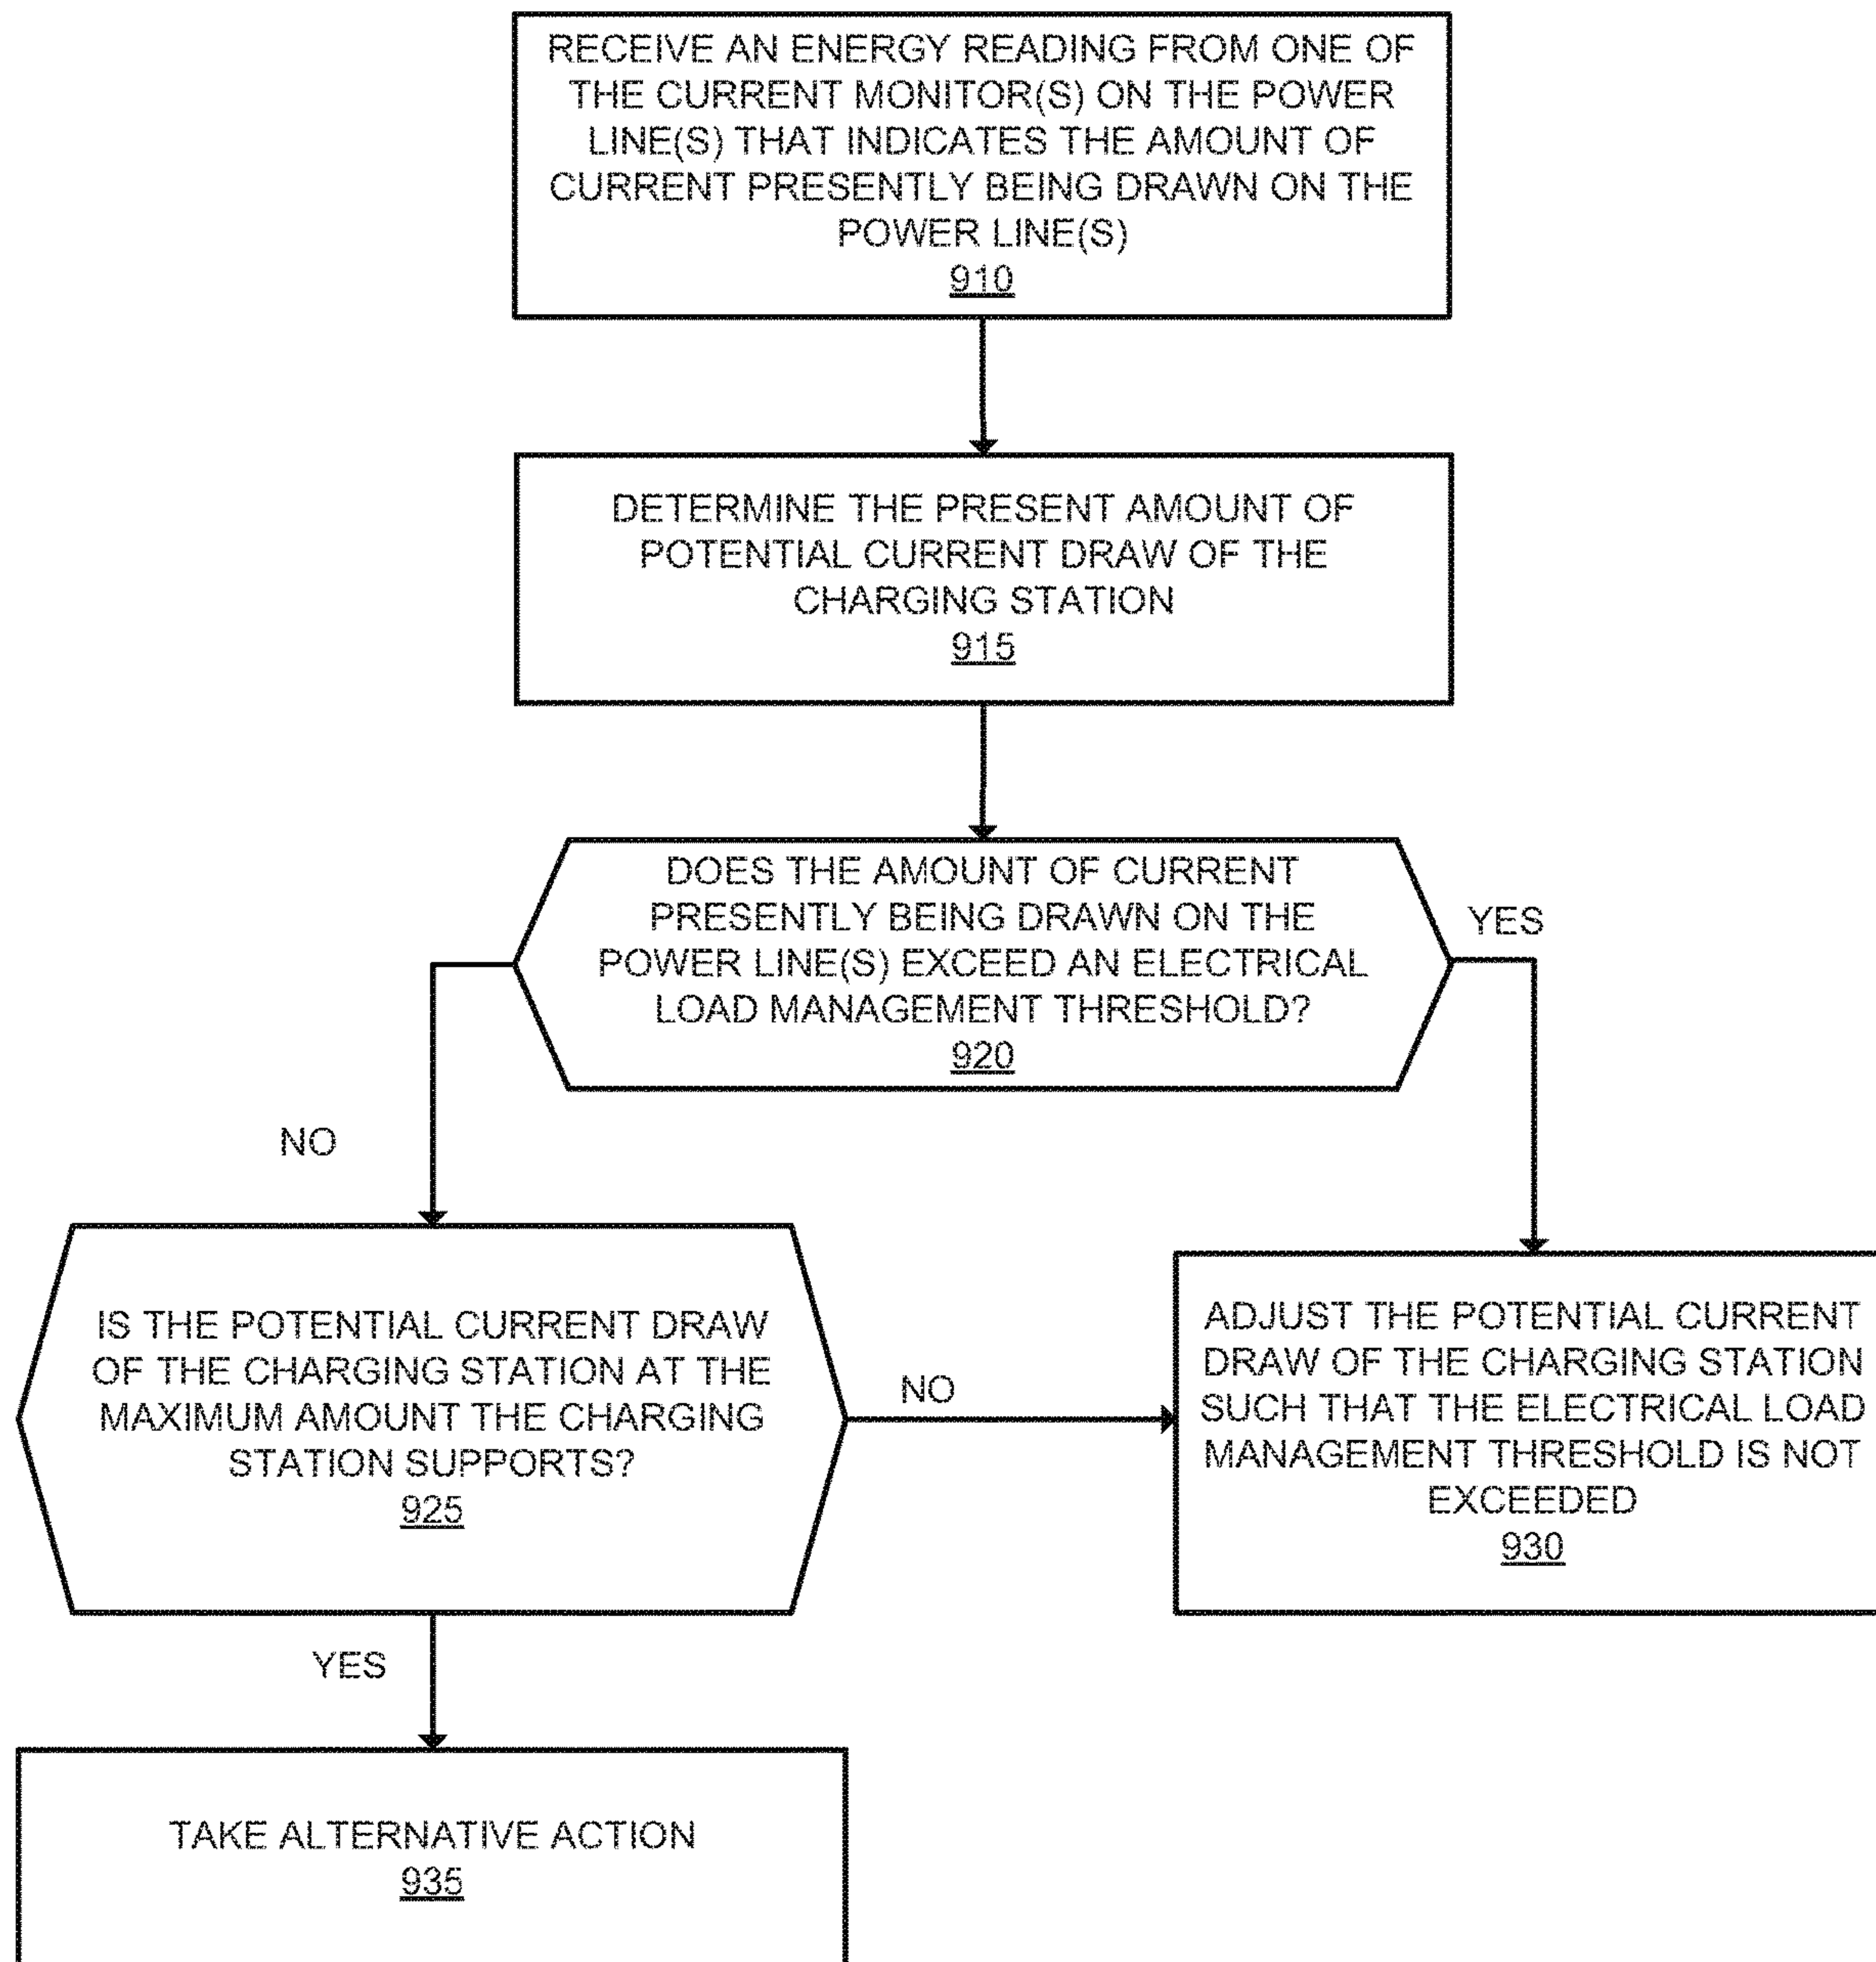 RECEIVE AN ENERGY READING FROM ONE OF
THE CURRENT MONITOR(S) ON THE POWER
LINE(S) THAT INDICATES THE AMOUNT OF
CURRENT PRESENTLY BEING DRAWN ON THE
POWER LINE(S)
910
DETERMINE THE PRESENT AMOUNT OF
POTENTIAL CURRENT DRAW OF THE
CHARGING STATION
915
DOES THE AMOUNT OF CURRENT
PRESENTLY BEING DRAWN ON THE
POWER LINE(S) EXCEED AN ELECTRICAL
LOAD MANAGEMENT THRESHOLD?
920
YES
NO
IS THE POTENTIAL CURRENT DRAW
OF THE CHARGING STATION AT THE
MAXIMUM AMOUNT THE CHARGING
STATION SUPPORTS?
925
NO
ADJUST THE POTENTIAL CURRENT
DRAW OF THE CHARGING STATION
SUCH THAT THE ELECTRICAL LOAD
MANAGEMENT THRESHOLD IS NOT
EXCEEDED
930
YES
TAKE ALTERNATIVE ACTION
935